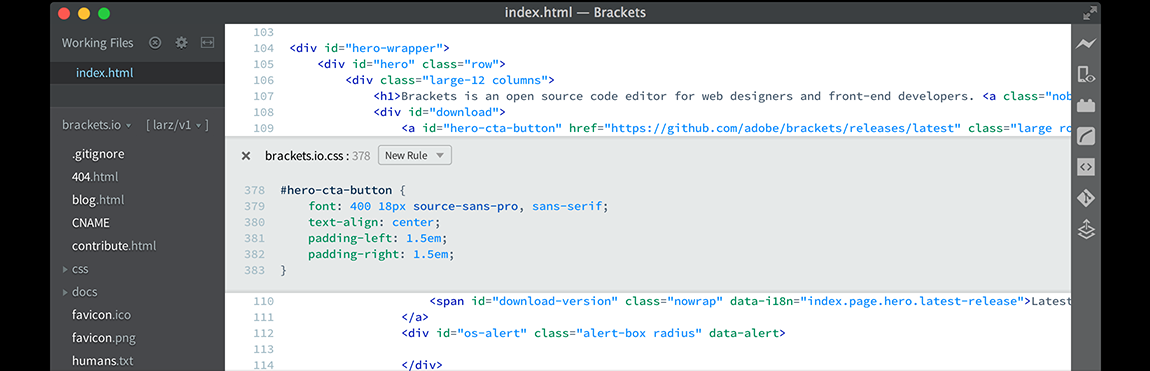 index.html — Brackets
Working Files
index.html
brackets.io
[ larz/v1 ]
.gitignore
404.html
blog.html
CNAME
contribute.html
css
docs
favicon.ico
favicon.png
humans.txt
103
104 <div id="hero-wrapper">
105 <div id="hero" class="row">
106 <div class="large-12 columns">
107 <h1>Brackets is an open source code editor for web designers and front-end developers. <a class="nob
108 <div id="download">
109 <a id="hero-cta-button" href="https://github.com/adobe/brackets/releases/latest" class="large ro
brackets.io.css : 378 New Rule
378 #hero-cta-button {
379 font: 400 18px source-sans-pro, sans-serif;
380 text-align: center;
381 padding-left: 1.5em;
382 padding-right: 1.5em;
383 }
110 <span id="download-version" class="nowrap" data-i18n="index.page.hero.latest-release">Latest
111 </a>
112 <div id="os-alert" class="alert-box radius" data-alert>
113
114 </div>